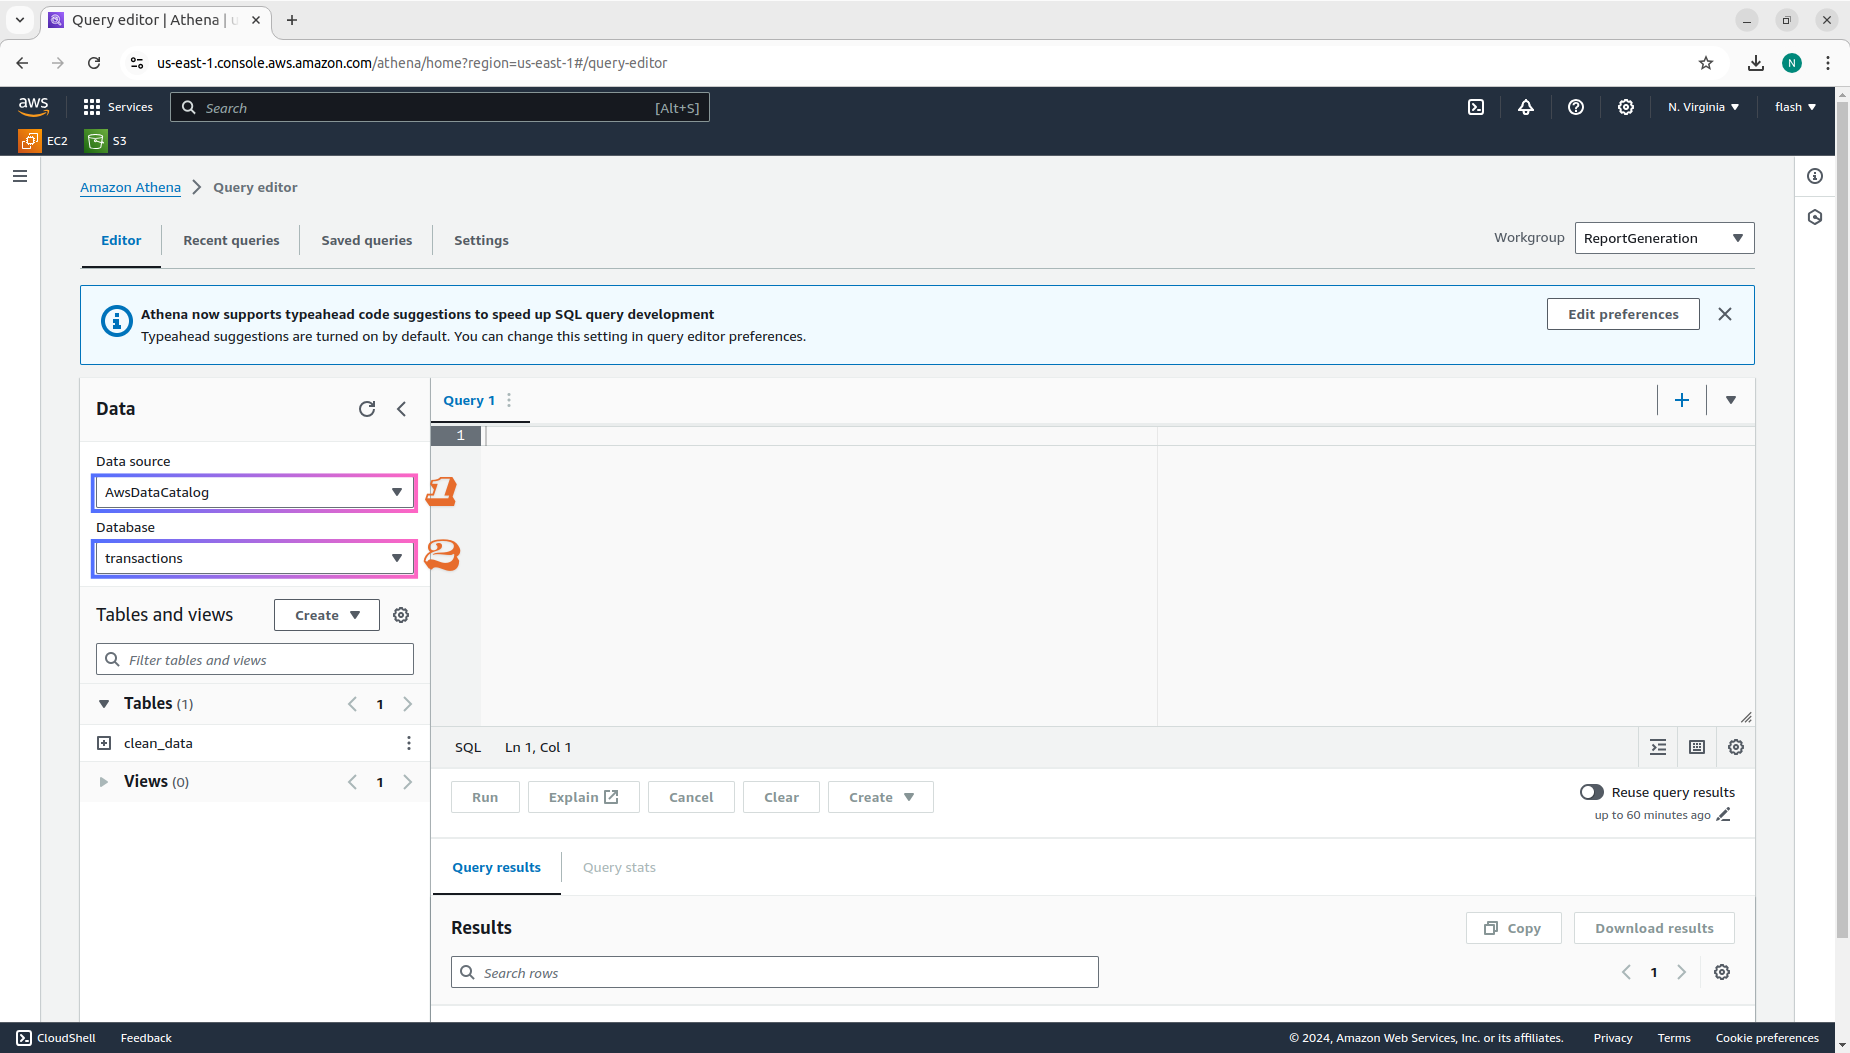 Query editor | Athena | u
us-east-1.console.aws.amazon.com/athena/home?region=us-east-1#/query-editor
N
aws
Services
Search
[Alt+S]
N. Virginia
flash
EC2
S3
Amazon Athena
Query editor
Editor
Recent queries
Saved queries
Settings
Workgroup
ReportGeneration
Athena now supports typeahead code suggestions to speed up SQL query development
Typeahead suggestions are turned on by default. You can change this setting in query editor preferences.
Edit preferences
Data
Data source
AwsDataCatalog
1
Database
transactions
2
Tables and views
Create
Filter tables and views
Tables (1)
1
clean_data
Views (0)
1
Query 1
1
SQL
Ln 1, Col 1
Run
Explain
Cancel
Clear
Create
Reuse query results
up to 60 minutes ago
Query results
Query stats
Results
Copy
Download results
Search rows
1
CloudShell
Feedback
© 2024, Amazon Web Services, Inc. or its affiliates.
Privacy
Terms
Cookie preferences